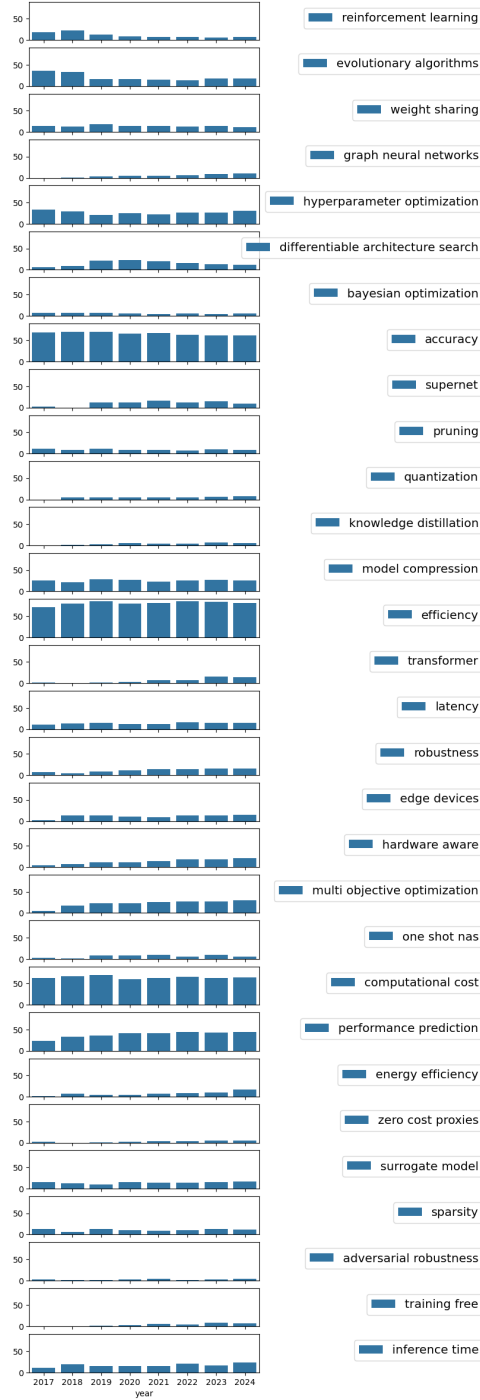 50
0
reinforcement learning
50
0
evolutionary algorithms
50
0
weight sharing
50
0
graph neural networks
50
0
hyperparameter optimization
50
0
differentiable architecture search
50
0
bayesian optimization
50
0
accuracy
50
0
supernet
50
0
pruning
50
0
quantization
50
0
knowledge distillation
50
0
model compression
50
0
efficiency
50
0
transformer
50
0
latency
50
0
robustness
50
0
edge devices
50
0
hardware aware
50
0
multi objective optimization
50
0
one shot nas
50
0
computational cost
50
0
performance prediction
50
0
energy efficiency
50
0
zero cost proxies
50
0
surrogate model
50
0
sparsity
50
0
adversarial robustness
50
0
training free
50
0
inference time
2017 2018 2019 2020 2021 2022 2023 2024
year